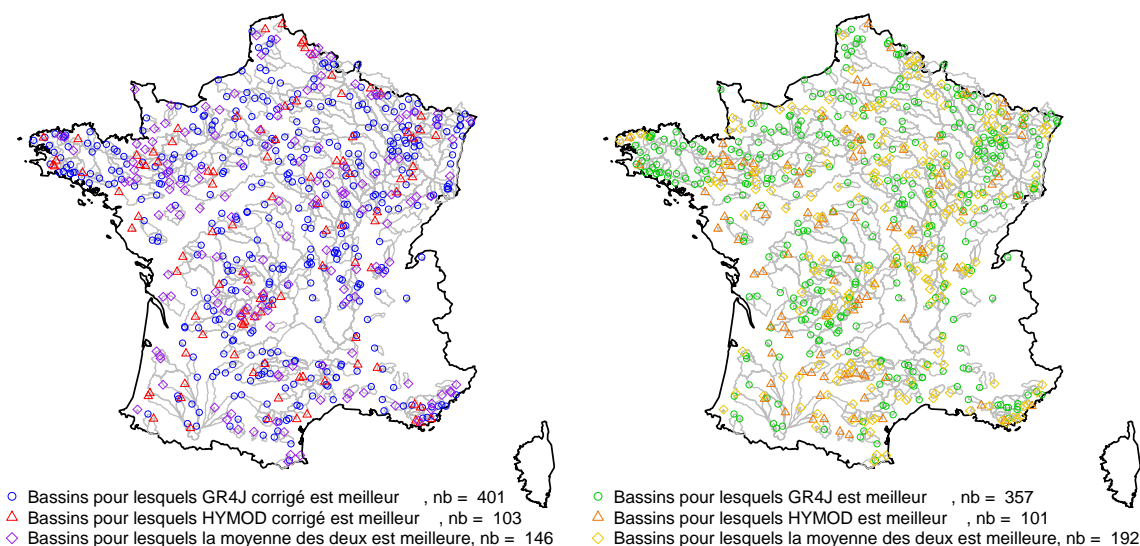 Bassins pour lesquels GR4J corrigé est meilleur , nb = 401
Bassins pour lesquels HYMOD corrigé est meilleur , nb = 103
Bassins pour lesquels la moyenne des deux est meilleure, nb = 146
Bassins pour lesquels GR4J est meilleur , nb = 357
Bassins pour lesquels HYMOD est meilleur , nb = 101
Bassins pour lesquels la moyenne des deux est meilleure, nb = 192